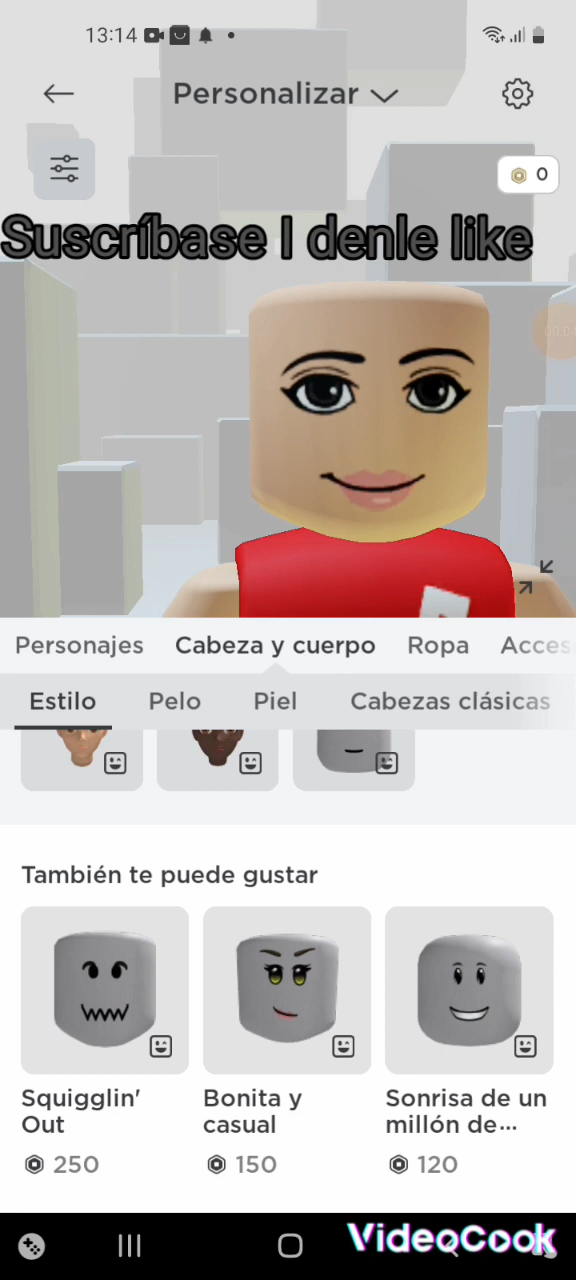 13:14
Personalizar
0
Suscríbase I denle like
Personajes Cabeza y cuerpo Ropa Acces
Estilo Pelo Piel Cabezas clásicas
También te puede gustar
Squigglin' Out
Bonita y casual
Sonrisa de un millón de...
250
150
120
VideoCook